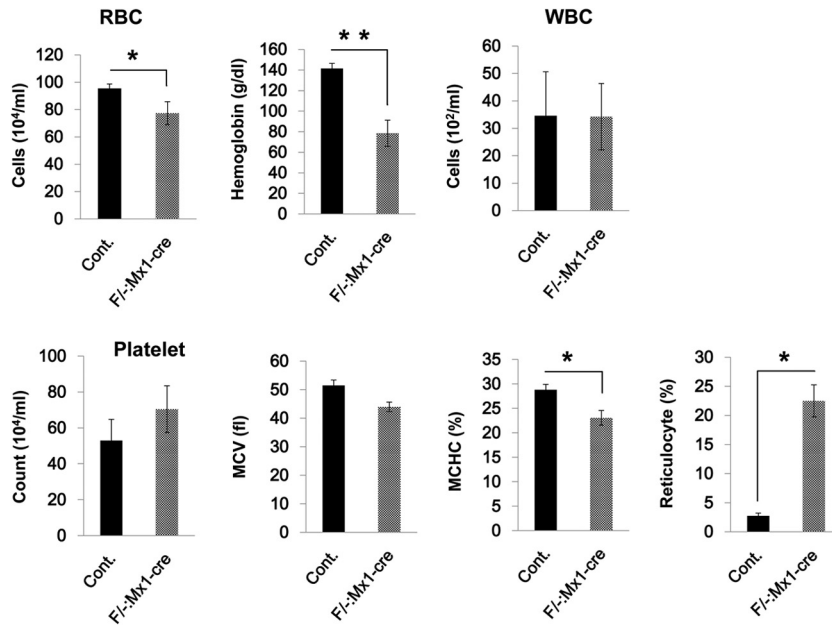 RBC
Cells (10⁴/ml)
120
100
80
60
40
20
0
*
Cont.
F/-:Mx1-cre
Hemoglobin (g/dl)
160
140
120
100
80
60
40
20
0
* *
Cont.
F/-:Mx1-cre
WBC
Cells (10²/ml)
60
50
40
30
20
10
0
Cont.
F/-:Mx1-cre
Platelet
Count (10⁴/ml)
100
80
60
40
20
0
Cont.
F/-:Mx1-cre
MCV (fl)
60
50
40
30
20
10
0
Cont.
F/-:Mx1-cre
MCHC (%)
35
30
25
20
15
10
5
0
*
Cont.
F/-:Mx1-cre
Reticulocyte (%)
30
25
20
15
10
5
0
*
Cont.
F/-:Mx1-cre